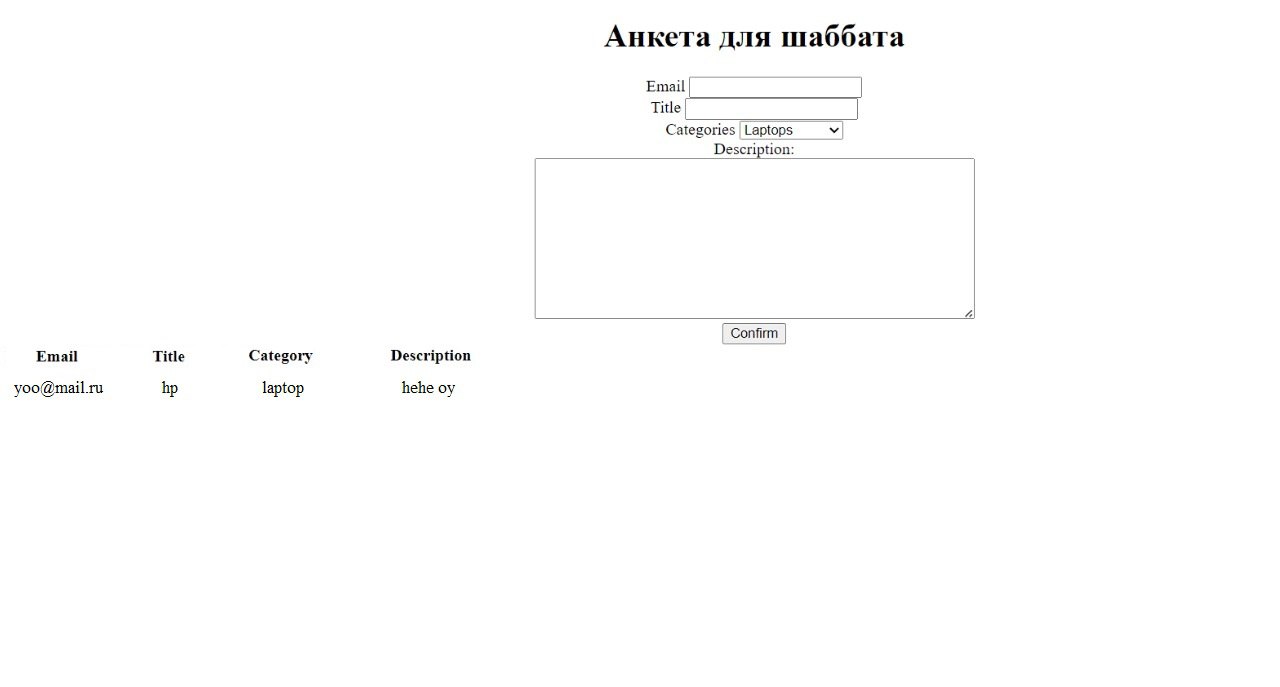 Анкета для шаббата
Email
Title
Categories Laptops
Description:
Confirm
Email Title Category Description
yoo@mail.ru hp laptop hehe oy